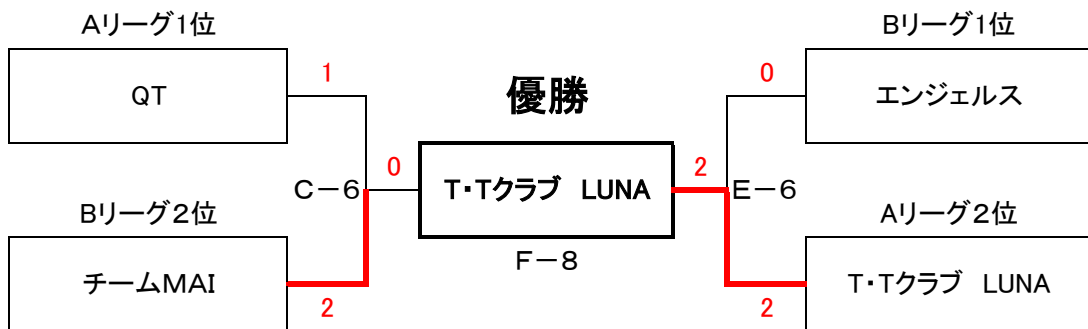 Aリーグ1位
Bリーグ1位
1
0
QT
優勝
エンジェルス
0
2
C-6
T・Tクラブ LUNA
E-6
Bリーグ2位
Aリーグ2位
F-8
チームMAI
T・Tクラブ LUNA
2
2